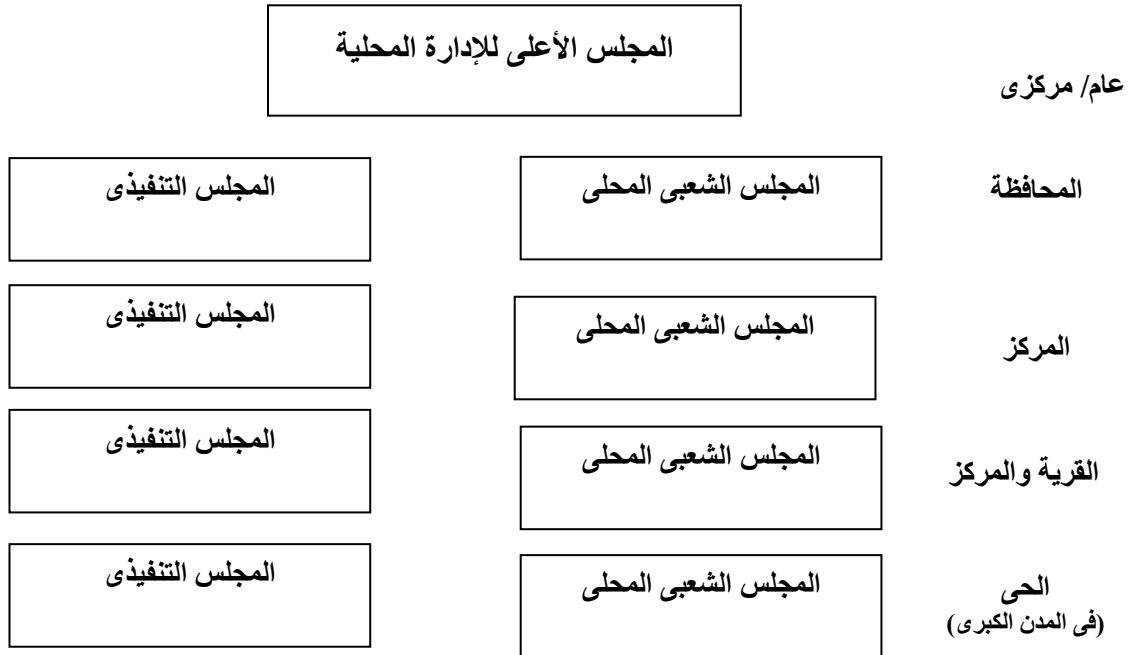 المجلس الأعلى للإدارة المحلية
عام/ مركزى
المحافظة
المجلس الشعبى المحلى
المجلس التنفيذى
المركز
المجلس الشعبى المحلى
المجلس التنفيذى
القرية والمركز
المجلس الشعبى المحلى
المجلس التنفيذى
الحى
(فى المدن الكبرى)
المجلس الشعبى المحلى
المجلس التنفيذى